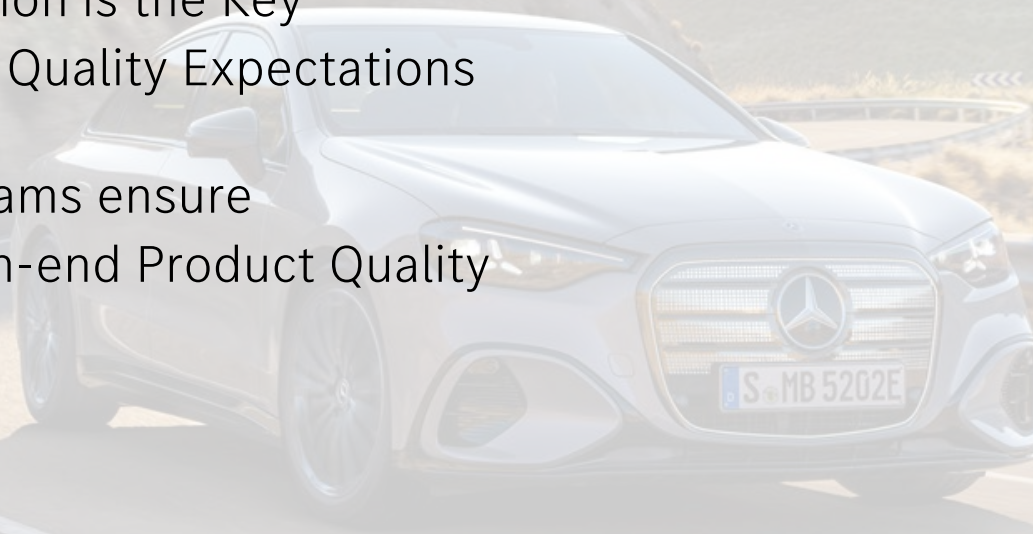 ion is the Key
Quality Expectations
ams ensure
n-end Product Quality
S MB 5202E
D